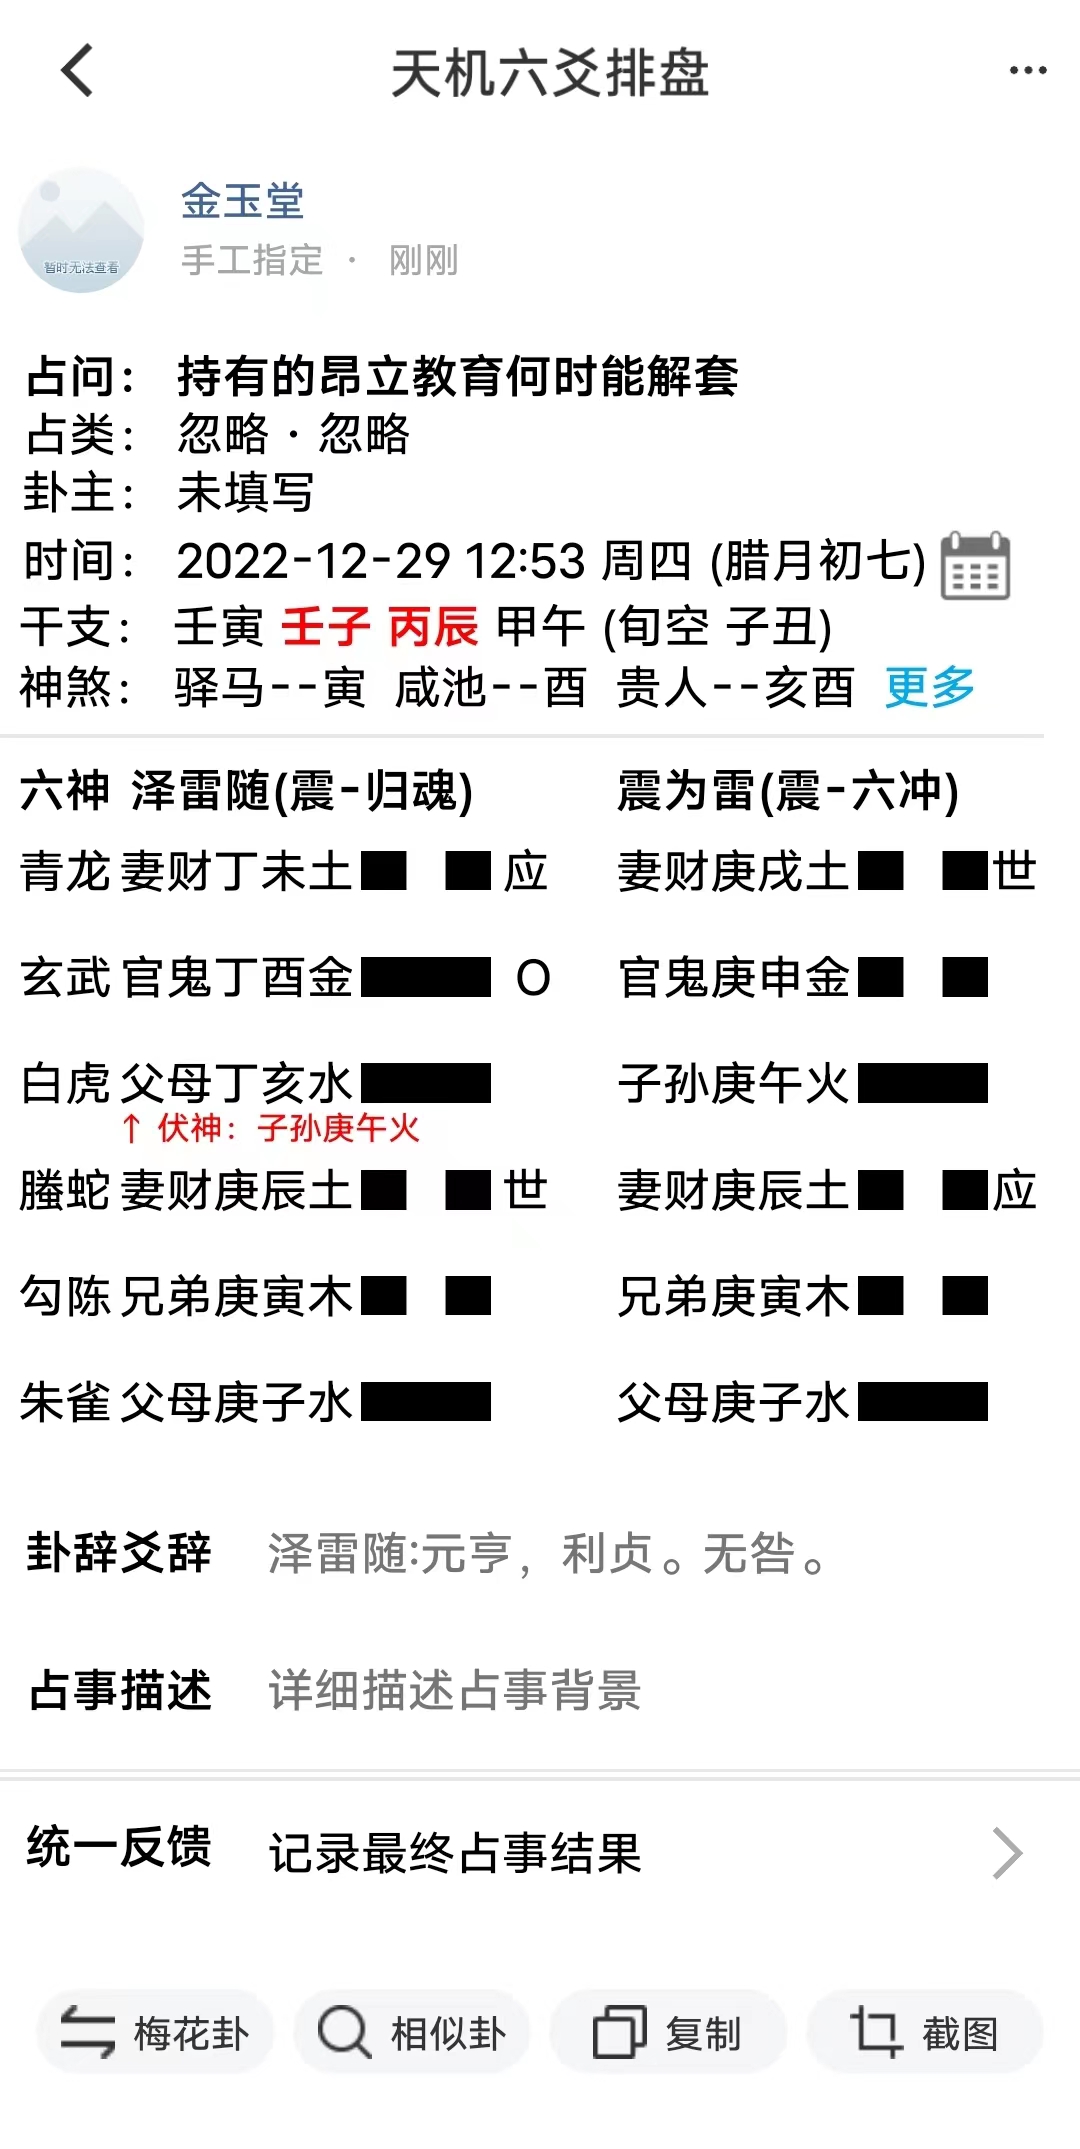 天机六爻排盘
金玉堂
暂时无法查看
手工指定 · 刚刚
占问： 持有的昂立教育何时能解套
占类： 忽略 · 忽略
卦主： 未填写
时间： 2022-12-29 12:53 周四 (腊月初七)
干支： 壬寅 壬子 丙辰 甲午 (旬空 子丑)
神煞： 驿马--寅 咸池--酉 贵人--亥酉 更多
六神 泽雷随(震-归魂) 震为雷(震-六冲)
青龙 妻财丁未土 应 妻财庚戌土 世
玄武 官鬼丁酉金 O 官鬼庚申金
白虎 父母丁亥水 子孙庚午火
↑ 伏神：子孙庚午火
螣蛇 妻财庚辰土 世 妻财庚辰土 应
勾陈 兄弟庚寅木 兄弟庚寅木
朱雀 父母庚子水 父母庚子水
卦辞爻辞 泽雷随:元亨，利贞。无咎。
占事描述 详细描述占事背景
统一反馈 记录最终占事结果
梅花卦 相似卦 复制 截图